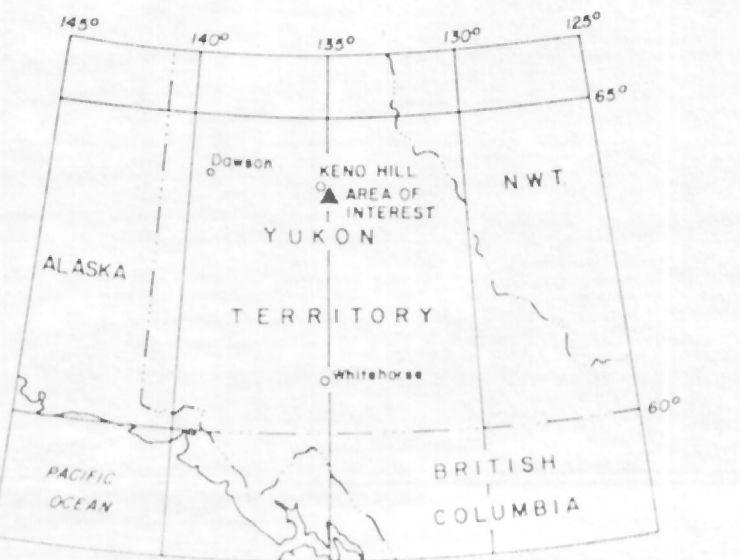 145°
140°
135°
130°
125°
65°
Dawson
KENO HILL
AREA OF
INTEREST
N.W.T.
YUKON
ALASKA
TERRITORY
Whitehorse
60°
PACIFIC
OCEAN
BRITISH
COLUMBIA